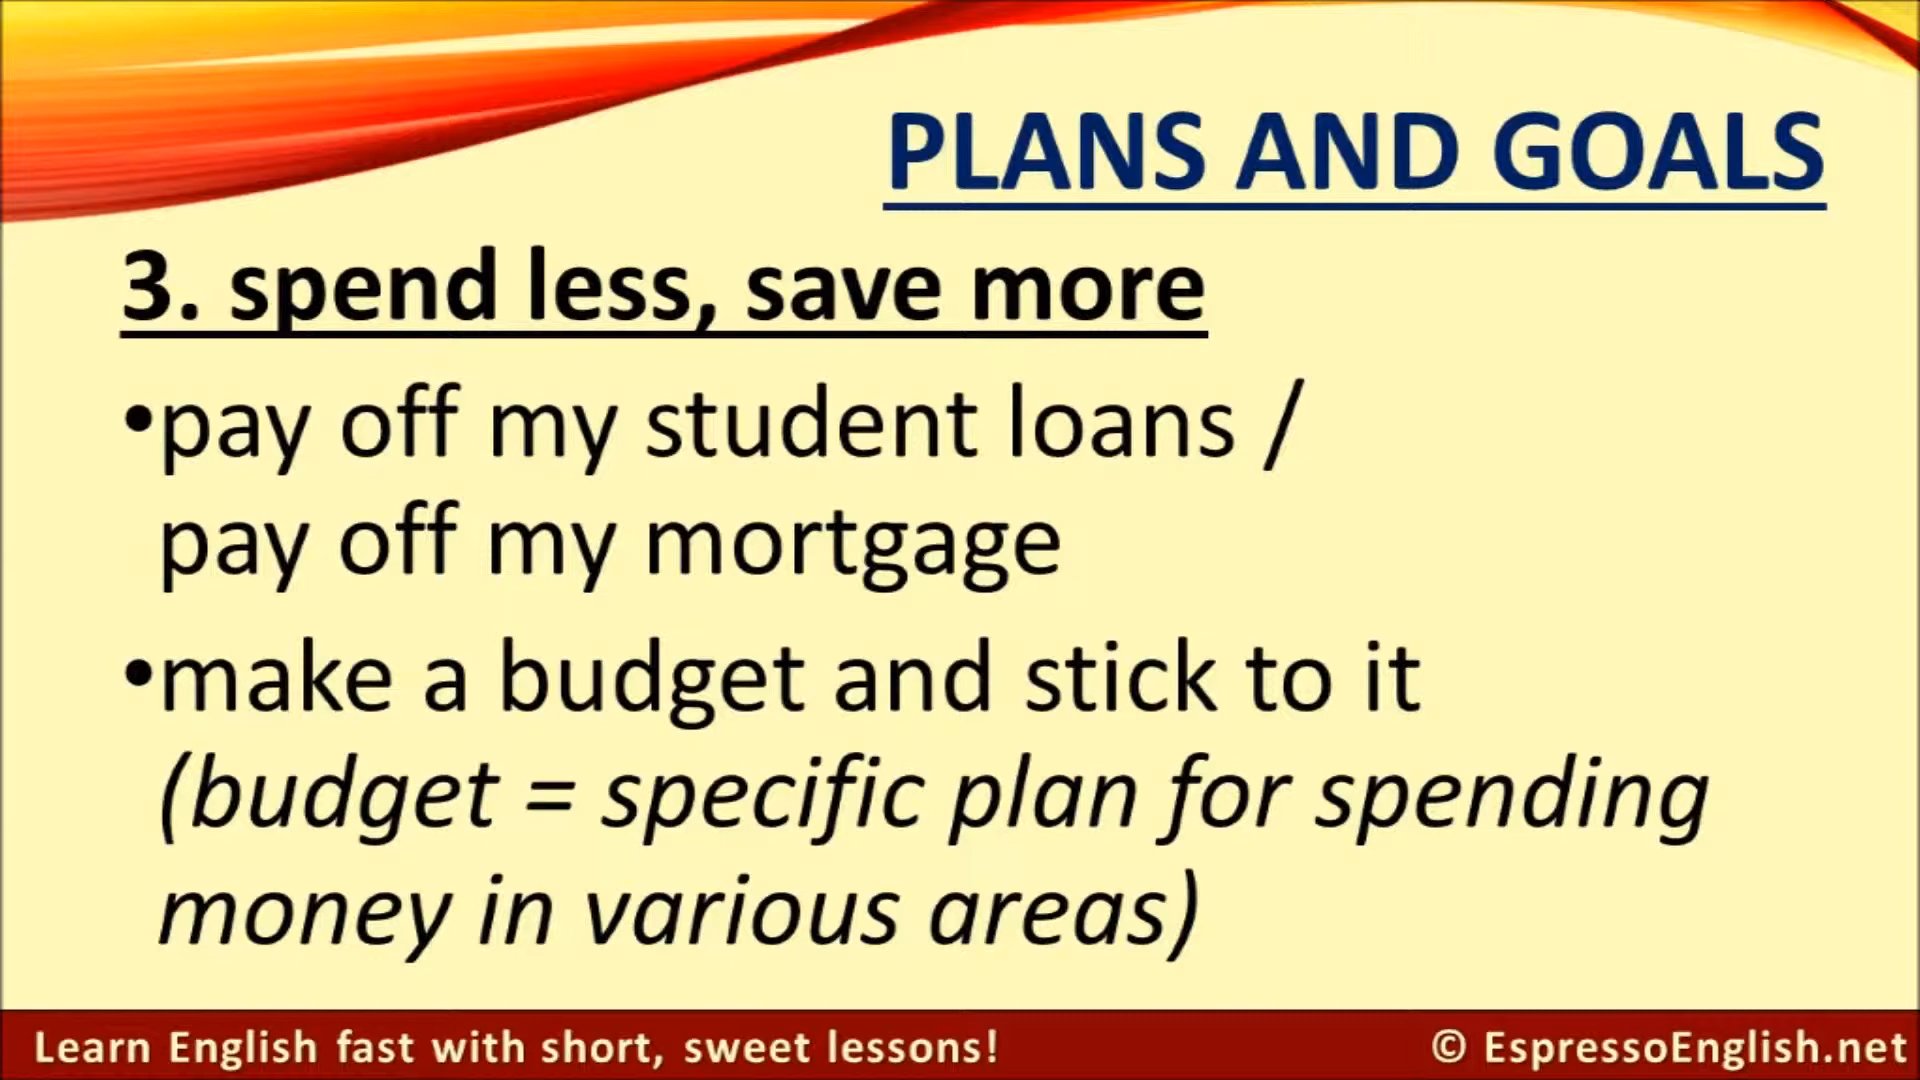 PLANS AND GOALS
3. spend less, save more
•pay off my student loans /
pay off my mortgage
•make a budget and stick to it
(budget = specific plan for spending
money in various areas)
Learn English fast with short, sweet lessons!
© EspressoEnglish.net